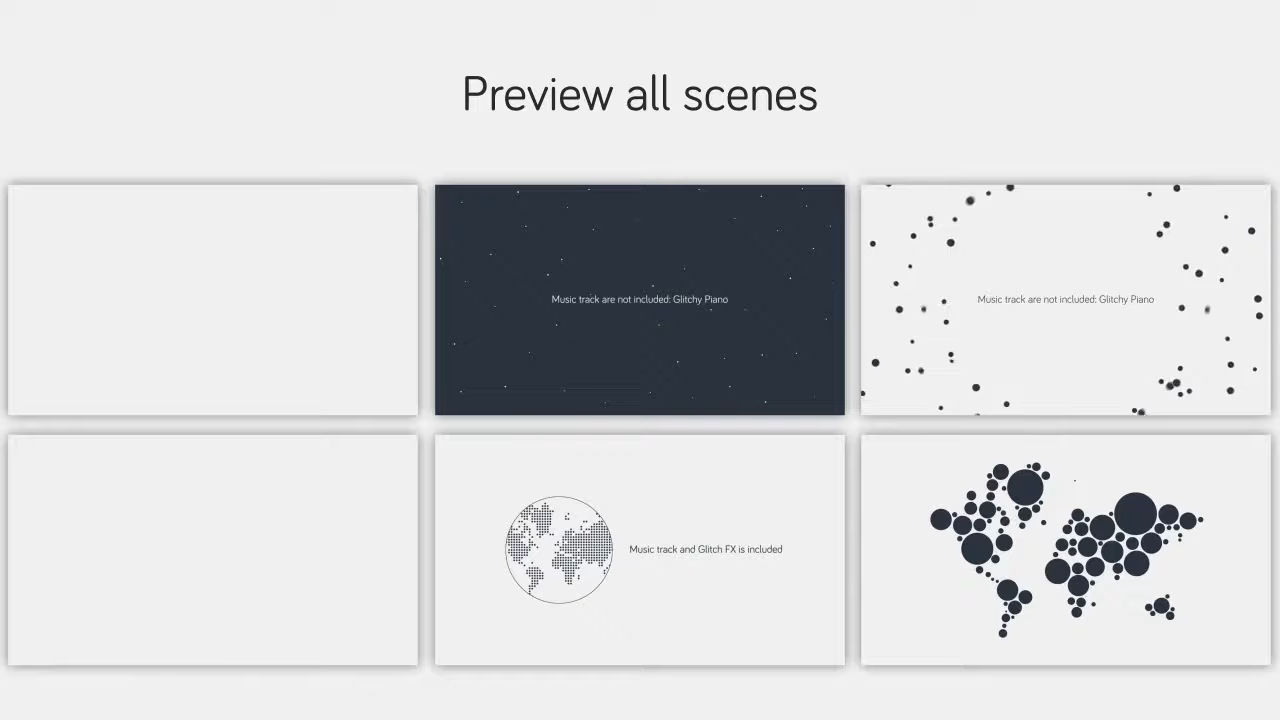 Preview all scenes
Music track are not included: Glitchy Piano
Music track are not included: Glitchy Piano
Music track and Glitch FX is included